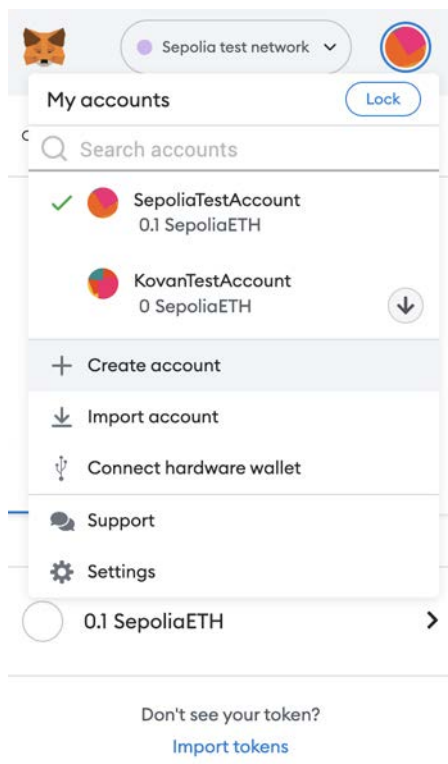 Sepolia test network
My accounts
Lock
Search accounts
SepoliaTestAccount
0.1 SepoliaETH
KovanTestAccount
0 SepoliaETH
Create account
Import account
Connect hardware wallet
Support
Settings
0.1 SepoliaETH
Don't see your token?
Import tokens